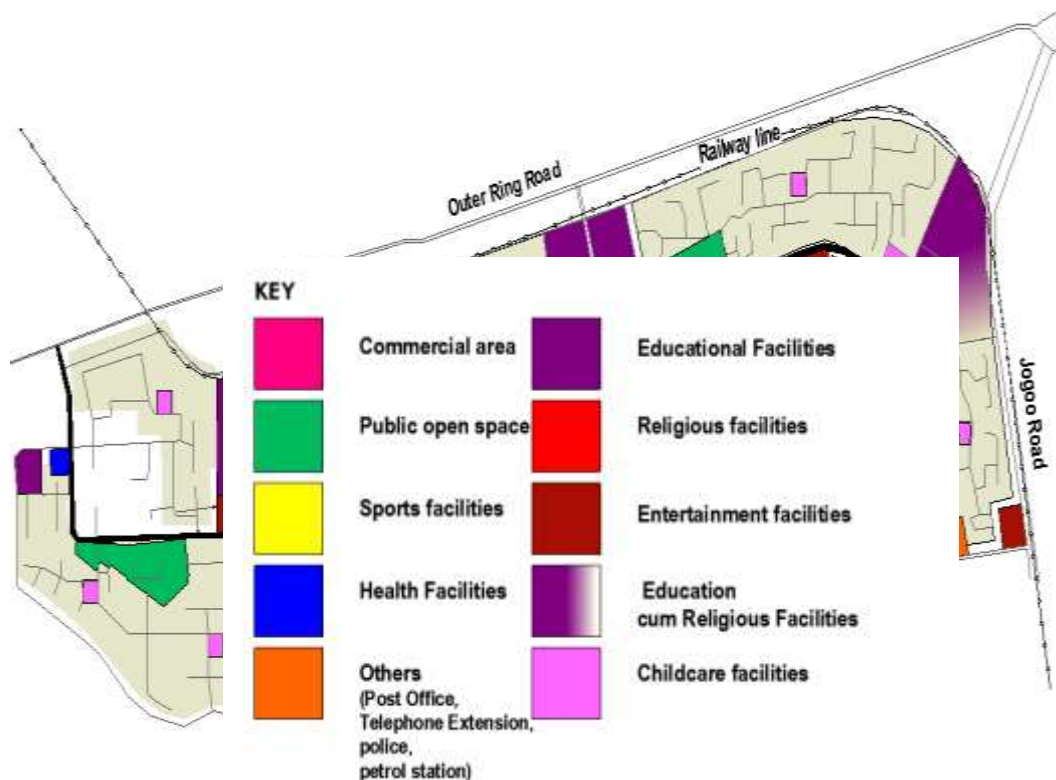 Outer Ring Road
Railway line
Jogoo Road
KEY
Commercial area
Public open space
Sports facilities
Health Facilities
Others
(Post Office,
Telephone Extension,
police,
petrol station)
Educational Facilities
Religious facilities
Entertainment facilities
Education
cum Religious Facilities
Childcare facilities